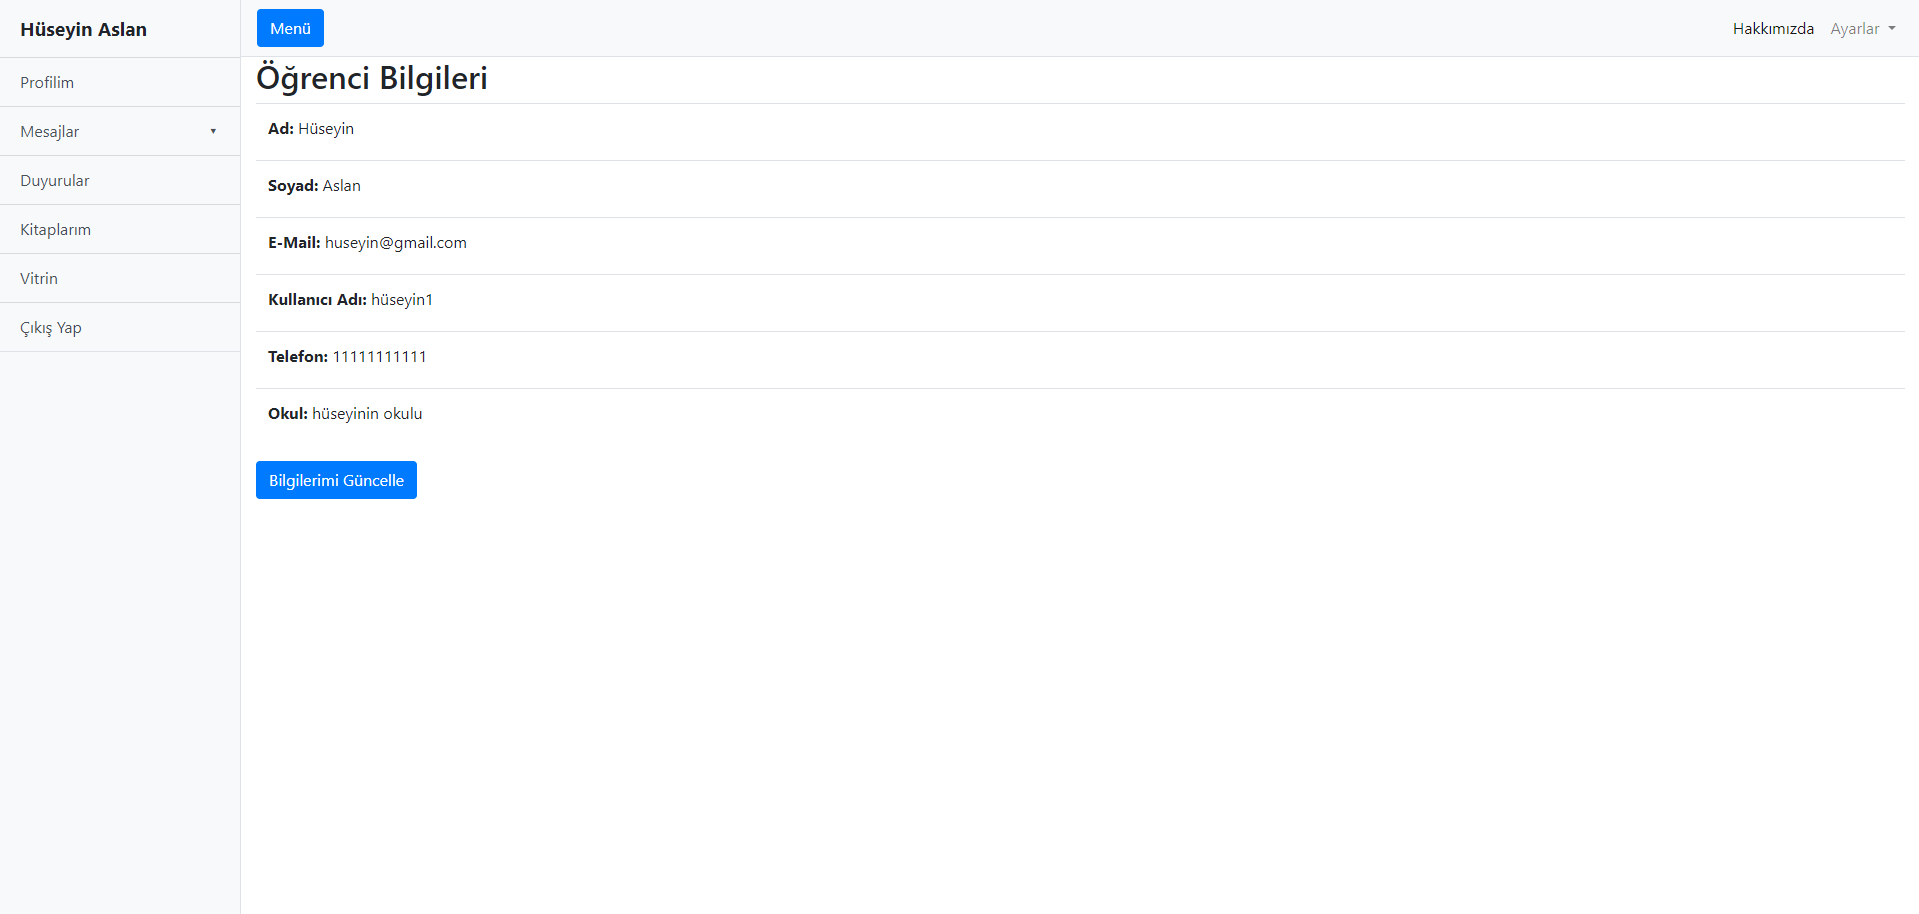 Hüseyin Aslan
Profilim
Mesajlar
Duyurular
Kitaplarım
Vitrin
Çıkış Yap
Menü
Hakkımızda
Ayarlar
Öğrenci Bilgileri
Ad: Hüseyin
Soyad: Aslan
E-Mail: huseyin@gmail.com
Kullanıcı Adı: hüseyin1
Telefon: 11111111111
Okul: hüseyinin okulu
Bilgilerimi Güncelle